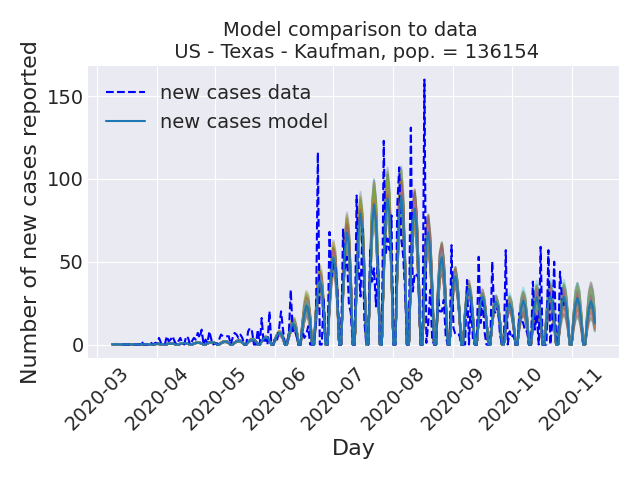 Model comparison to data
US - Texas - Kaufman, pop. = 136154
Number of new cases reported
150
100
50
0
new cases data
new cases model
2020-03
2020-04
2020-05
2020-06
2020-07
2020-08
2020-09
2020-10
2020-11
Day